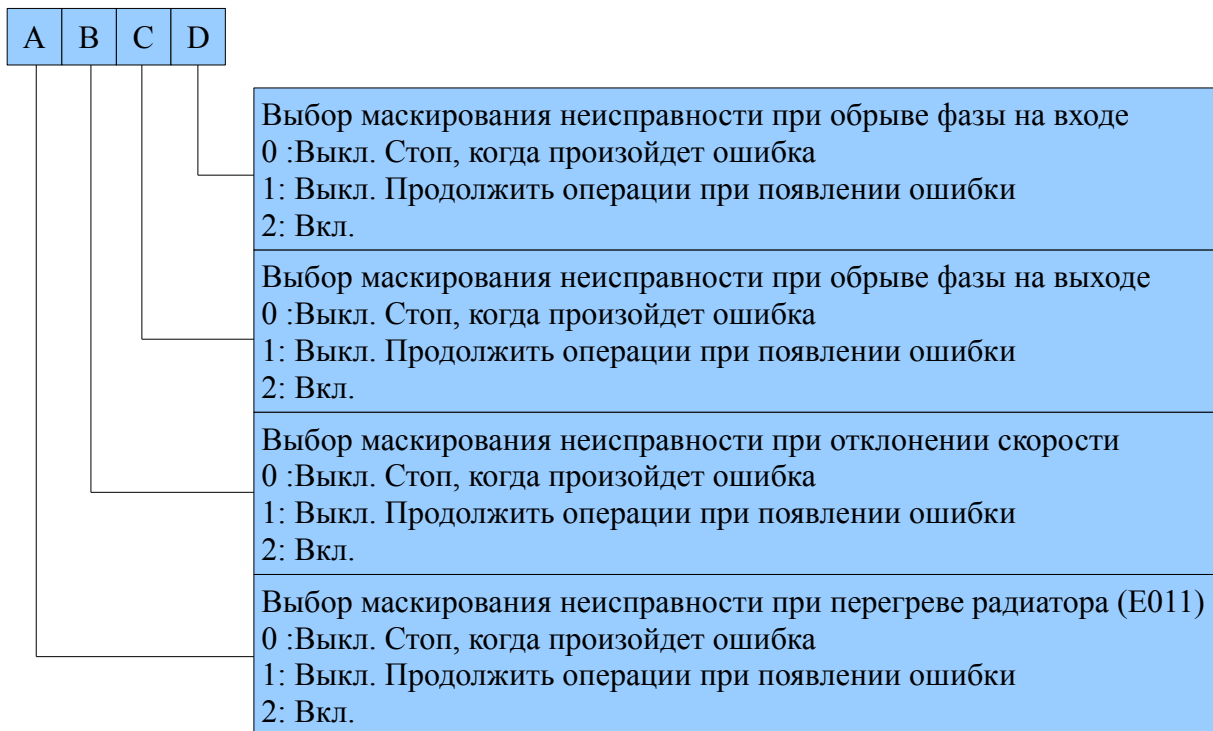 A B C D
Выбор маскирования неисправности при обрыве фазы на входе
0 :Выкл. Стоп, когда произойдет ошибка
1: Выкл. Продолжить операции при появлении ошибки
2: Вкл.
Выбор маскирования неисправности при обрыве фазы на выходе
0 :Выкл. Стоп, когда произойдет ошибка
1: Выкл. Продолжить операции при появлении ошибки
2: Вкл.
Выбор маскирования неисправности при отклонении скорости
0 :Выкл. Стоп, когда произойдет ошибка
1: Выкл. Продолжить операции при появлении ошибки
2: Вкл.
Выбор маскирования неисправности при перегреве радиатора (E011)
0 :Выкл. Стоп, когда произойдет ошибка
1: Выкл. Продолжить операции при появлении ошибки
2: Вкл.